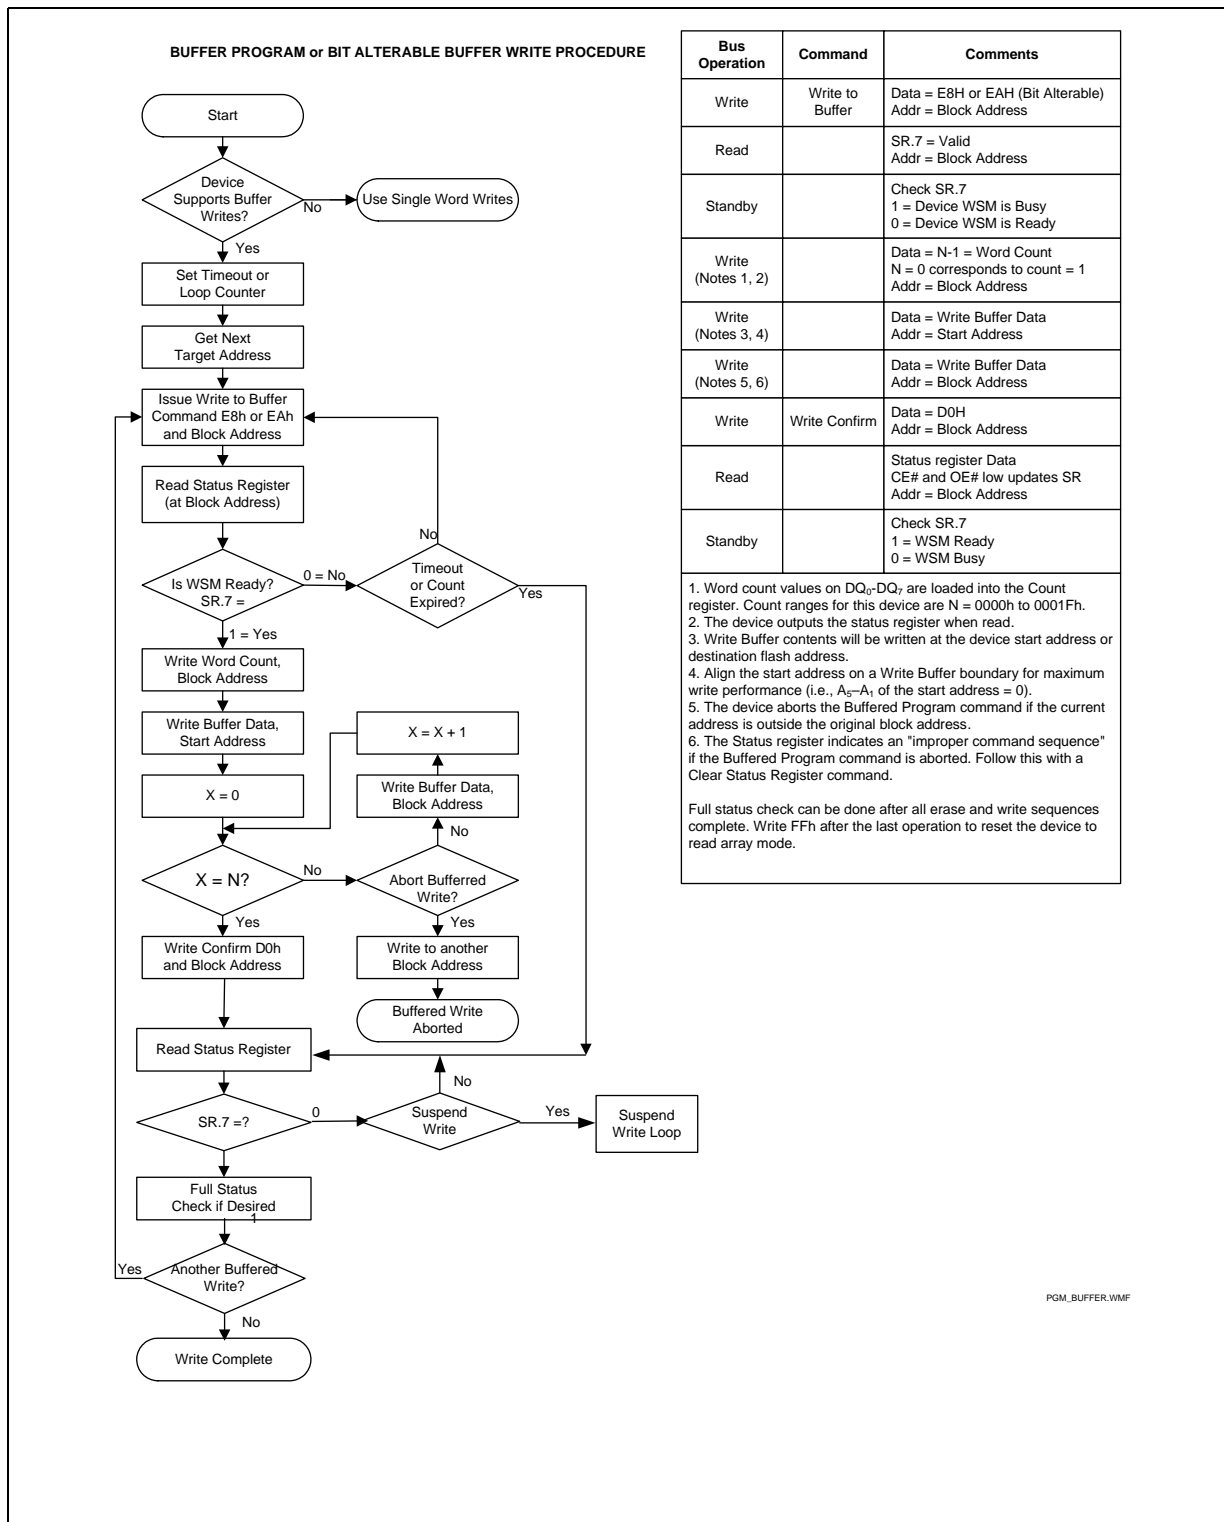 BUFFER PROGRAM or BIT ALTERABLE BUFFER WRITE PROCEDURE
Start
Device
Supports Buffer
Writes?
No
Use Single Word Writes
Yes
Set Timeout or
Loop Counter
Get Next
Target Address
Issue Write to Buffer
Command E8h or EAh
and Block Address
Read Status Register
(at Block Address)
No
Is WSM Ready?
SR.7 =
0 = No
Timeout
or Count
Expired?
Yes
1 = Yes
Write Word Count,
Block Address
Write Buffer Data,
Start Address
X = X + 1
X = 0
Write Buffer Data,
Block Address
No
X = N?
No
Abort Bufferred
Write?
Yes
Yes
Write Confirm D0h
and Block Address
Write to another
Block Address
Buffered Write
Aborted
Read Status Register
No
SR.7 =?
0
Suspend
Write
Yes
Suspend
Write Loop
Full Status
Check if Desired
1
Yes
Another Buffered
Write?
No
Write Complete
Bus
Operation
Command
Comments
Write
Write to
Buffer
Data = E8H or EAH (Bit Alterable)
Addr = Block Address
Read
SR.7 = Valid
Addr = Block Address
Standby
Check SR.7
1 = Device WSM is Busy
0 = Device WSM is Ready
Write
(Notes 1, 2)
Data = N-1 = Word Count
N = 0 corresponds to count = 1
Addr = Block Address
Write
(Notes 3, 4)
Data = Write Buffer Data
Addr = Start Address
Write
(Notes 5, 6)
Data = Write Buffer Data
Addr = Block Address
Write
Write Confirm
Data = D0H
Addr = Block Address
Read
Status register Data
CE# and OE# low updates SR
Addr = Block Address
Standby
Check SR.7
1 = WSM Ready
0 = WSM Busy
1. Word count values on DQ₀-DQ₇ are loaded into the Count
register. Count ranges for this device are N = 0000h to 0001Fh.
2. The device outputs the status register when read.
3. Write Buffer contents will be written at the device start address or
destination flash address.
4. Align the start address on a Write Buffer boundary for maximum
write performance (i.e., A₅–A₁ of the start address = 0).
5. The device aborts the Buffered Program command if the current
address is outside the original block address.
6. The Status register indicates an "improper command sequence"
if the Buffered Program command is aborted. Follow this with a
Clear Status Register command.
Full status check can be done after all erase and write sequences
complete. Write FFh after the last operation to reset the device to
read array mode.
PGM_BUFFER.WMF